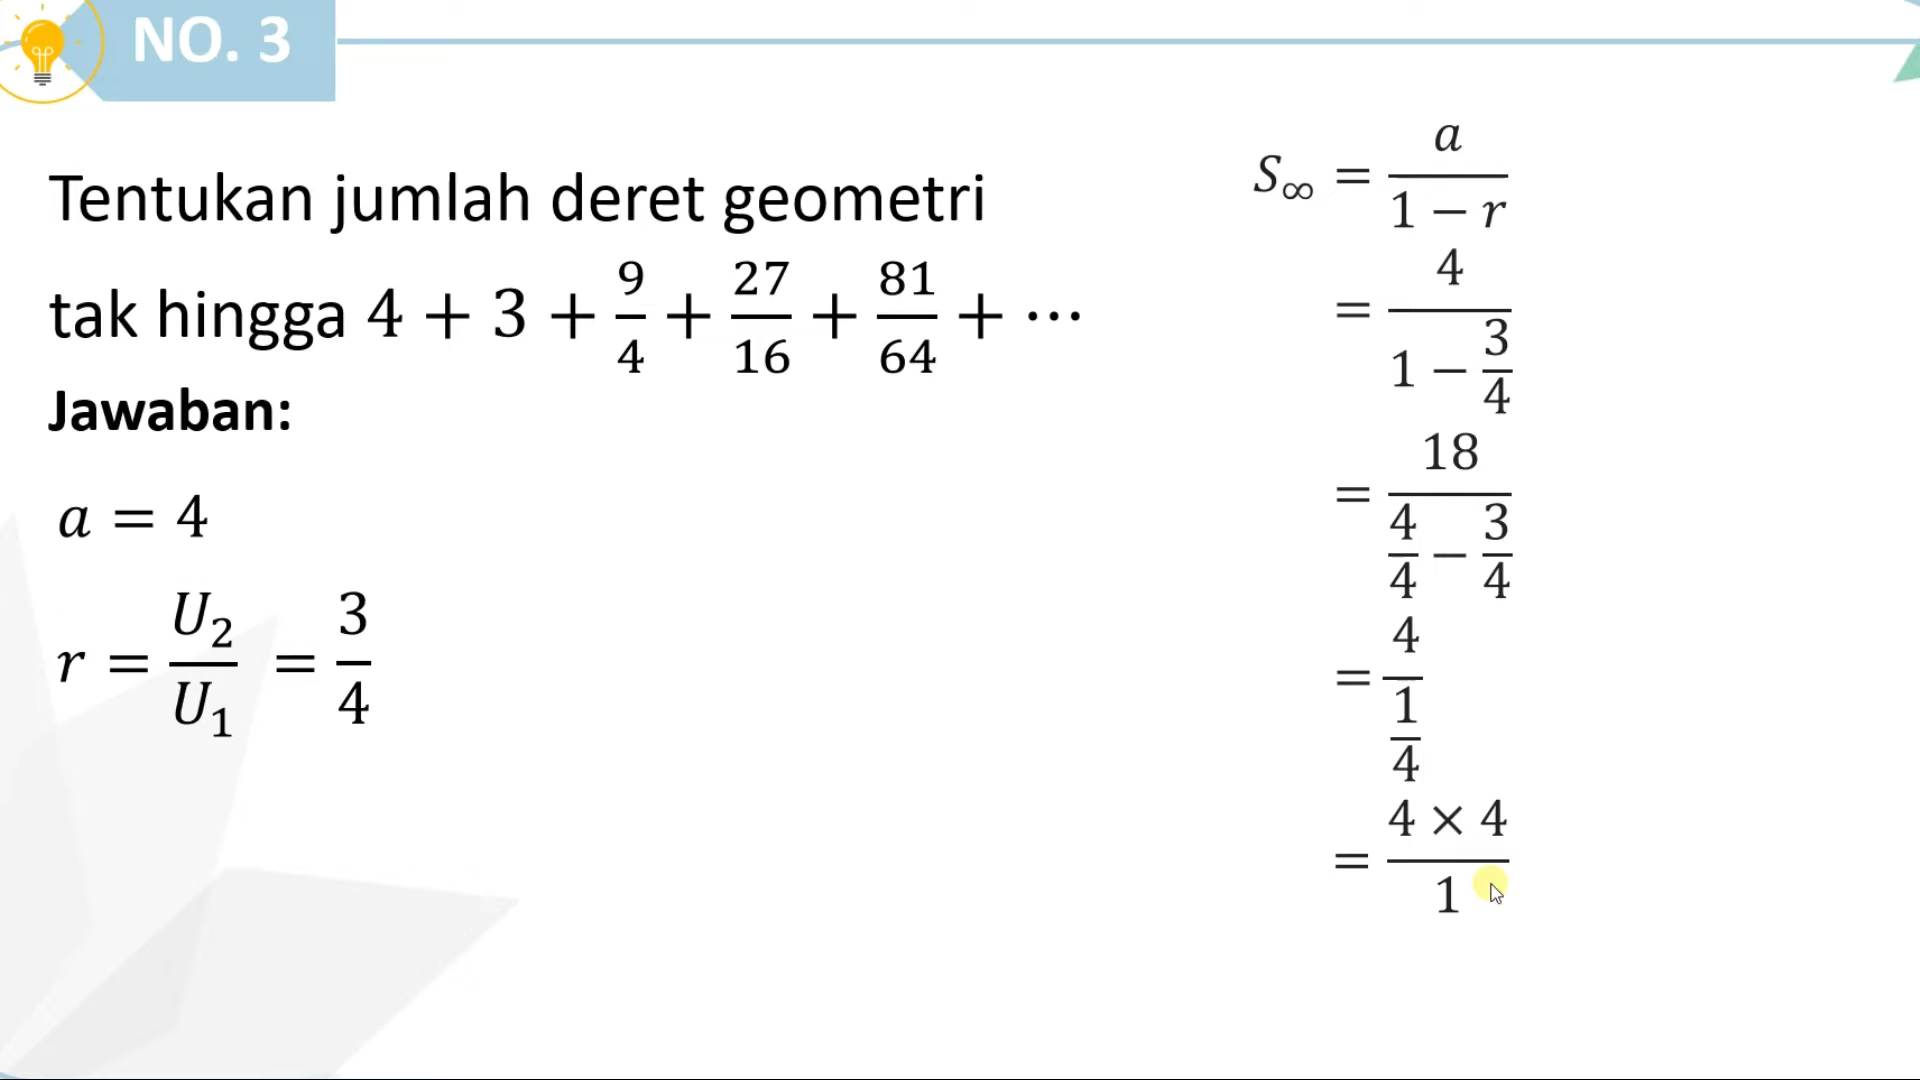 NO. 3
Tentukan jumlah deret geometri
tak hingga 4 + 3 + 9/4 + 27/16 + 81/64 + ⋯
Jawaban:
a = 4
r = U₂/U₁ = 3/4
S∞ = a/(1 − r)
= 4/(1 − 3/4)
= 18/(4/4 − 3/4)
= 4/(1/4)
= (4 × 4)/1